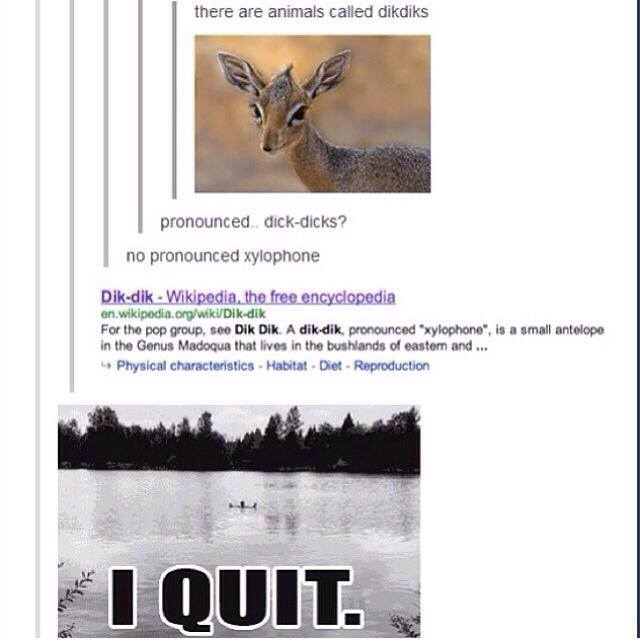 there are animals called dikdiks
pronounced.. dick-dicks?
no pronounced xylophone
Dik-dik - Wikipedia, the free encyclopedia
en.wikipedia.org/wiki/Dik-dik
For the pop group, see Dik Dik. A dik-dik, pronounced "xylophone", is a small antelope
in the Genus Madoqua that lives in the bushlands of eastern and ...
Physical characteristics - Habitat - Diet - Reproduction
I QUIT.